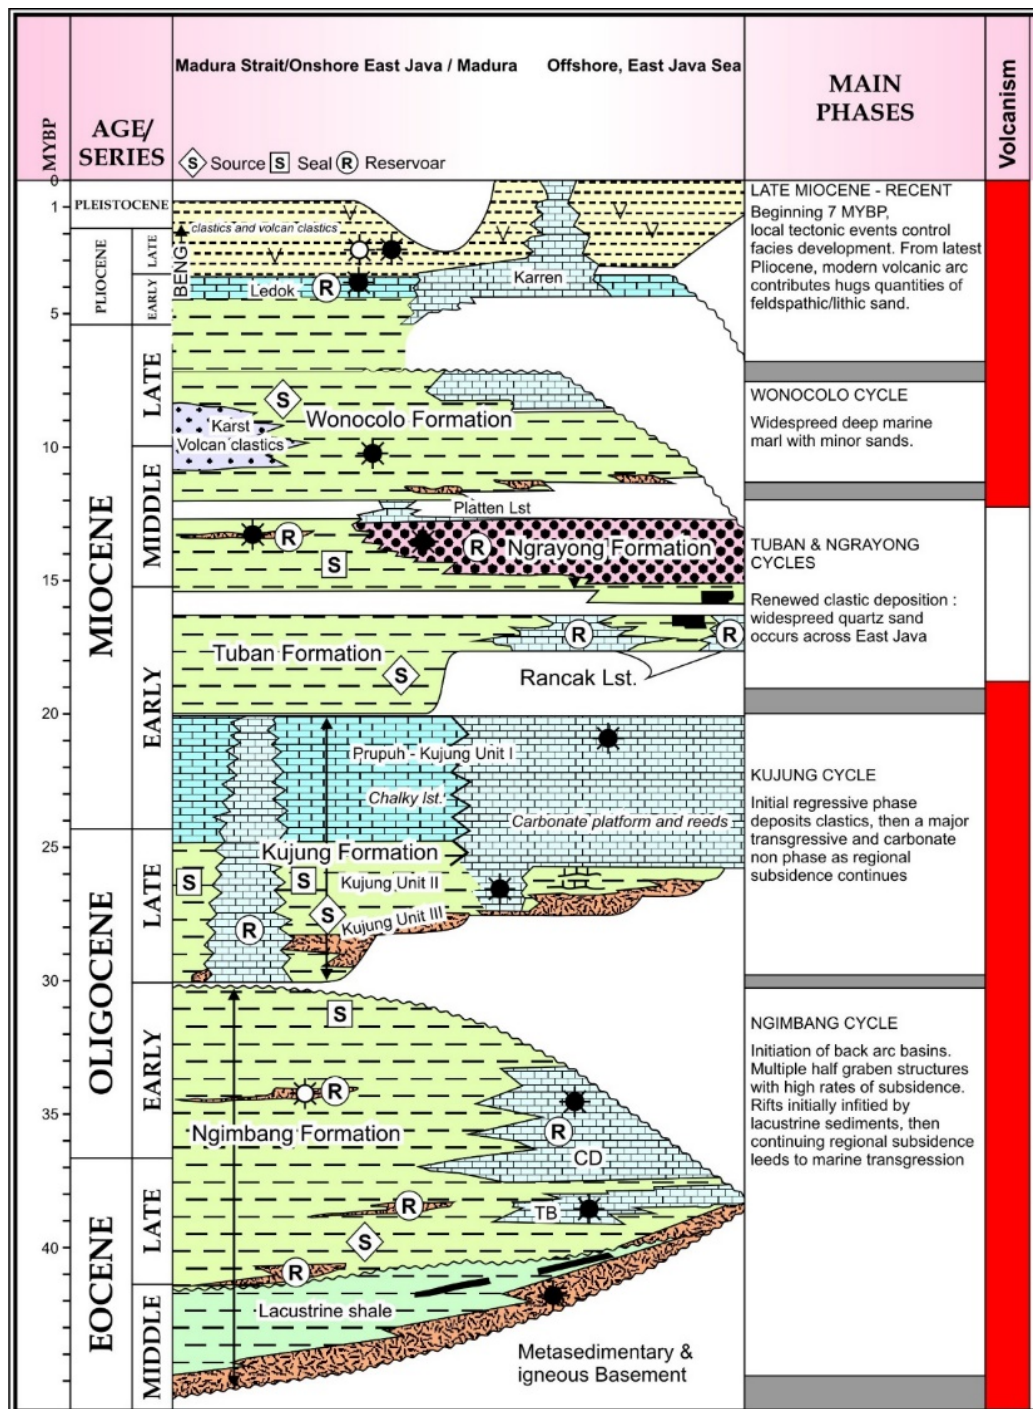 MYBP
AGE/
SERIES
Madura Strait/Onshore East Java / Madura
Offshore, East Java Sea
MAIN
PHASES
Volcanism
S Source S Seal R Reservoar
0
1
5
10
15
20
25
30
35
40
PLEISTOCENE
PLIOCENE
LATE
EARLY
MIOCENE
LATE
MIDDLE
EARLY
OLIGOCENE
LATE
EARLY
EOCENE
LATE
MIDDLE
BENG
clastics and volcan clastics
V
V
V
V
V
Ledok
R
Karren
S
Wonocolo Formation
Karst
Volcan clastics
Platten Lst
R
R
Ngrayong Formation
S
R
R
Tuban Formation
S
Rancak Lst.
Prupuh - Kujung Unit I
Chalky lst.
Carbonate platform and reeds
Kujung Formation
S
S
Kujung Unit II
S
Kujung Unit III
R
S
R
Ngimbang Formation
R
CD
R
TB
S
R
Lacustrine shale
Metasedimentary &
igneous Basement
LATE MIOCENE - RECENT
Beginning 7 MYBP,
local tectonic events control
facies development. From latest
Pliocene, modern volcanic arc
contributes hugs quantities of
feldspathic/lithic sand.
WONOCOLO CYCLE
Widespread deep marine
marl with minor sands.
TUBAN & NGRAYONG
CYCLES
Renewed clastic deposition :
widespread quartz sand
occurs across East Java
KUJUNG CYCLE
Initial regressive phase
deposits clastics, then a major
transgressive and carbonate
non phase as regional
subsidence continues
NGIMBANG CYCLE
Initiation of back arc basins.
Multiple half graben structures
with high rates of subsidence.
Rifts initially infitied by
lacustrine sediments, then
continuing regional subsidence
leeds to marine transgression